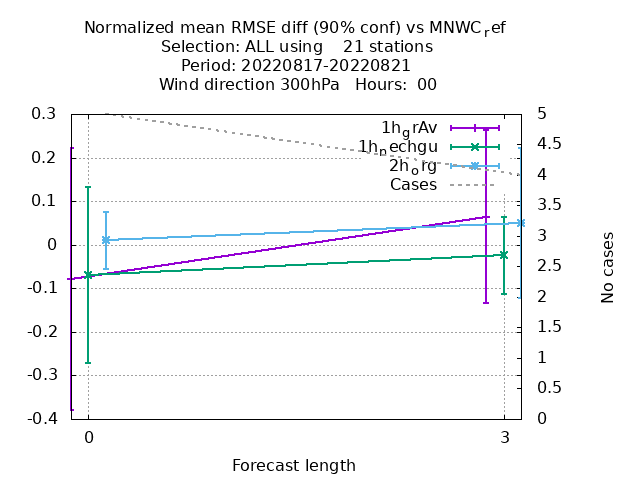 Normalized mean RMSE diff (90% conf) vs MNWC_ref
Selection: ALL using    21 stations
Period: 20220817-20220821
Wind direction 300hPa   Hours:  00
0.3
0.2
0.1
0
-0.1
-0.2
-0.3
-0.4
5
4.5
4
3.5
3
2.5
2
1.5
1
0.5
0
1h_grAv
1h_nechgu
2h_org
Cases
No cases
0
3
Forecast length